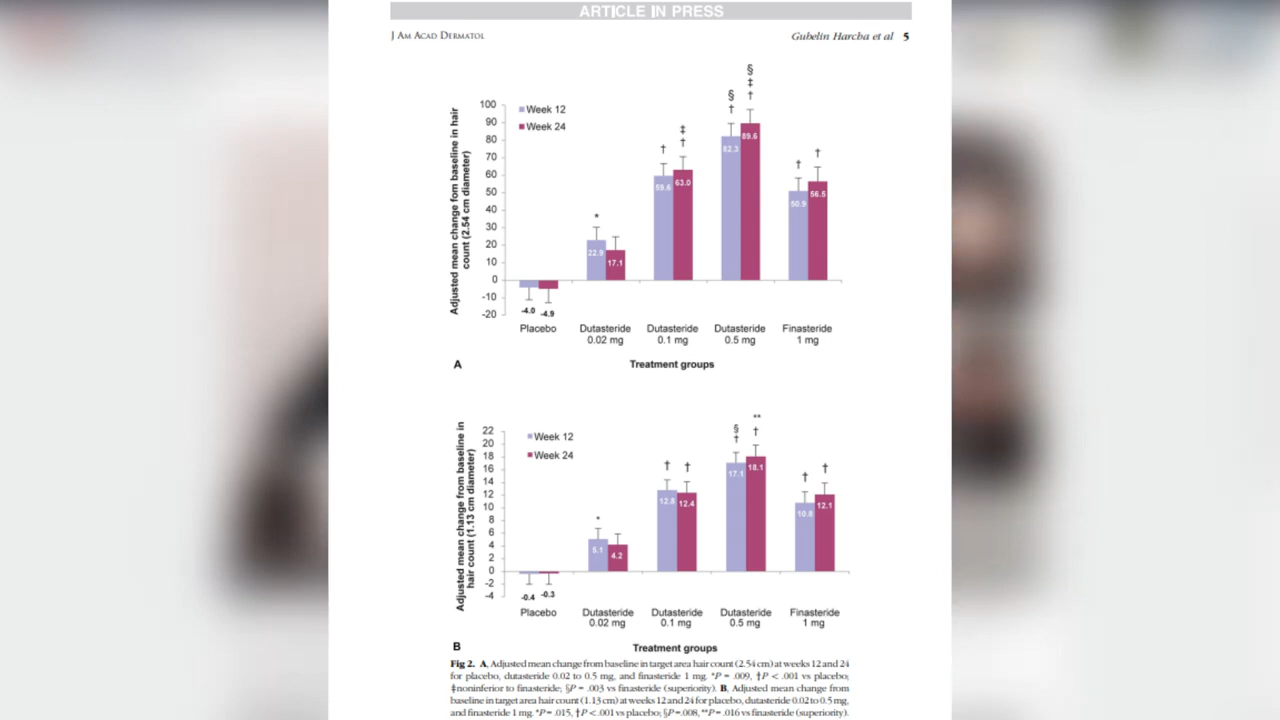 ARTICLE IN PRESS
J AM ACAD DERMATOL
Gubelin Harcha et al 5
§
‡
§ †
†
‡
† †
† †
*
Adjusted mean change fom baseline in hair
count (2.54 cm diameter)
100
90
80
70
60
50
40
30
20
10
0
-10
-20
Week 12
Week 24
-4.0 -4.9
22.9 17.1
59.6 63.0
82.3 89.6
50.9 56.5
Placebo
Dutasteride
0.02 mg
Dutasteride
0.1 mg
Dutasteride
0.5 mg
Finasteride
1 mg
A
Treatment groups
Adjusted mean change from baseline in
hair count (1.13 cm diameter)
22
20
18
16
14
12
10
8
6
4
2
0
-2
-4
Week 12
Week 24
*
† †
§
†
**
†
† †
-0.4 -0.3
5.1 4.2
12.8 12.4
17.1 18.1
10.8 12.1
Placebo
Dutasteride
0.02 mg
Dutasteride
0.1 mg
Dutasteride
0.5 mg
Finasteride
1 mg
B
Treatment groups
Fig 2. A, Adjusted mean change from baseline in target area hair count (2.54 cm) at weeks 12 and 24
for placebo, dutasteride 0.02 to 0.5 mg, and finasteride 1 mg. *P = .009, †P < .001 vs placebo;
‡noninferior to finasteride; §P = .003 vs finasteride (superiority). B, Adjusted mean change from
baseline in target area hair count (1.13 cm) at weeks 12 and 24 for placebo, dutasteride 0.02 to 0.5 mg,
and finasteride 1 mg. *P = .015, †P < .001 vs placebo; §P = .008, **P = .016 vs finasteride (superiority).